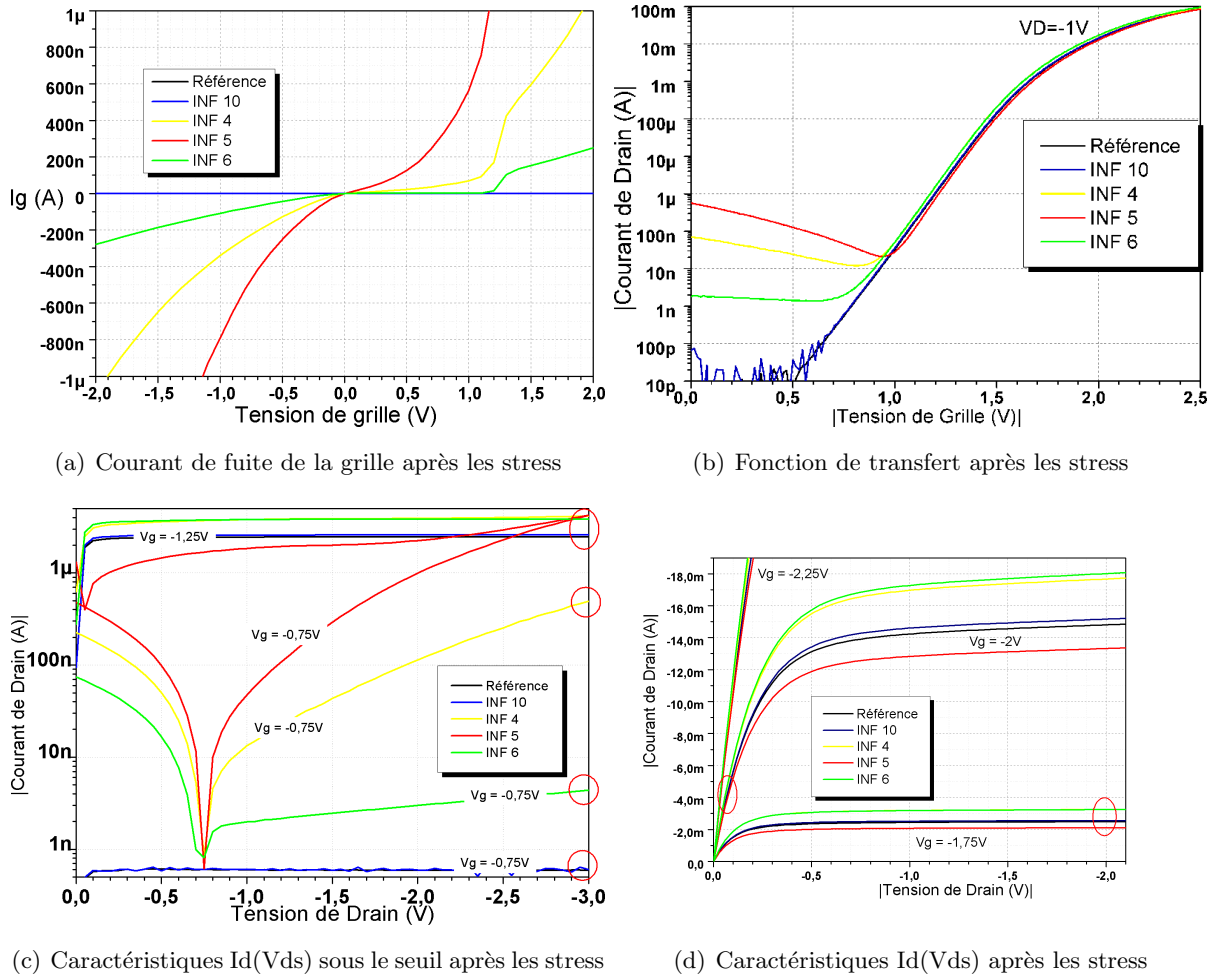 1µ
800n
600n
400n
200n
0
-200n
-400n
-600n
-800n
-1µ
Ig (A)
Référence
INF 10
INF 4
INF 5
INF 6
-2,0 -1,5 -1,0 -0,5 0,0 0,5 1,0 1,5 2,0
Tension de grille (V)
(a) Courant de fuite de la grille après les stress
100m
10m
1m
100µ
10µ
1µ
100n
10n
1n
100p
10p
|Courant de Drain (A)|
VD=-1V
Référence
INF 10
INF 4
INF 5
INF 6
0,0 0,5 1,0 1,5 2,0 2,5
|Tension de Grille (V)|
(b) Fonction de transfert après les stress
1µ
100n
10n
1n
|Courant de Drain (A)|
Vg = -1,25V
Vg = -0,75V
Vg = -0,75V
Vg = -0,75V
Vg = -0,75V
Référence
INF 10
INF 4
INF 5
INF 6
0,0 -0,5 -1,0 -1,5 -2,0 -2,5 -3,0
Tension de Drain (V)
(c) Caractéristiques Id(Vds) sous le seuil après les stress
-18,0m
-16,0m
-14,0m
-12,0m
-10,0m
-8,0m
-6,0m
-4,0m
-2,0m
0,0
|Courant de Drain (A)|
Vg = -2,25V
Vg = -2V
Vg = -1,75V
Référence
INF 10
INF 4
INF 5
INF 6
0,0 -0,5 -1,0 -1,5 -2,0
|Tension de Drain (V)|
(d) Caractéristiques Id(Vds) après les stress